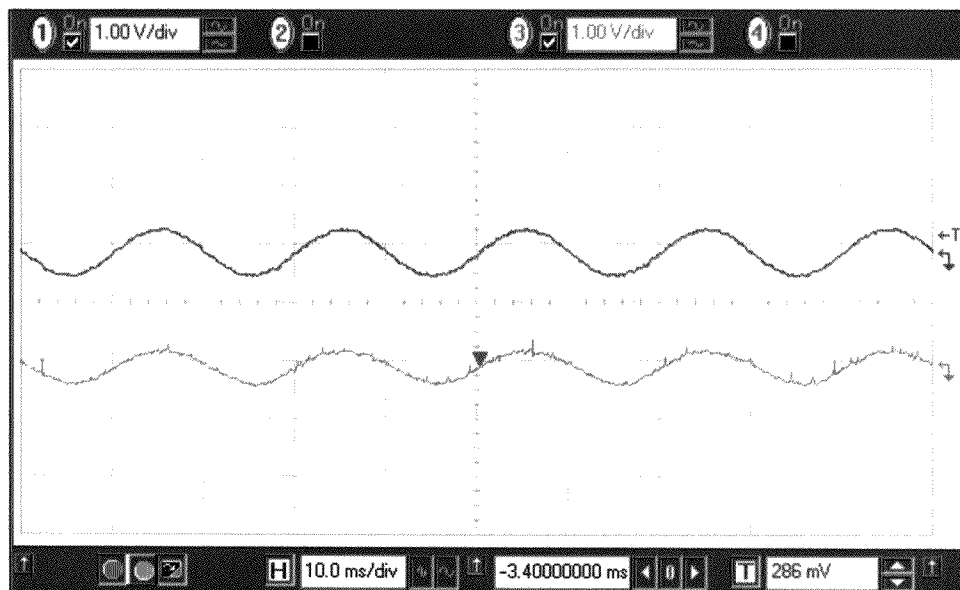 1 On 1.00 V/div 2 On 3 On 1.00 V/div 4 On
T
H 10.0 ms/div -3.40000000 ms 0 T 286 mV